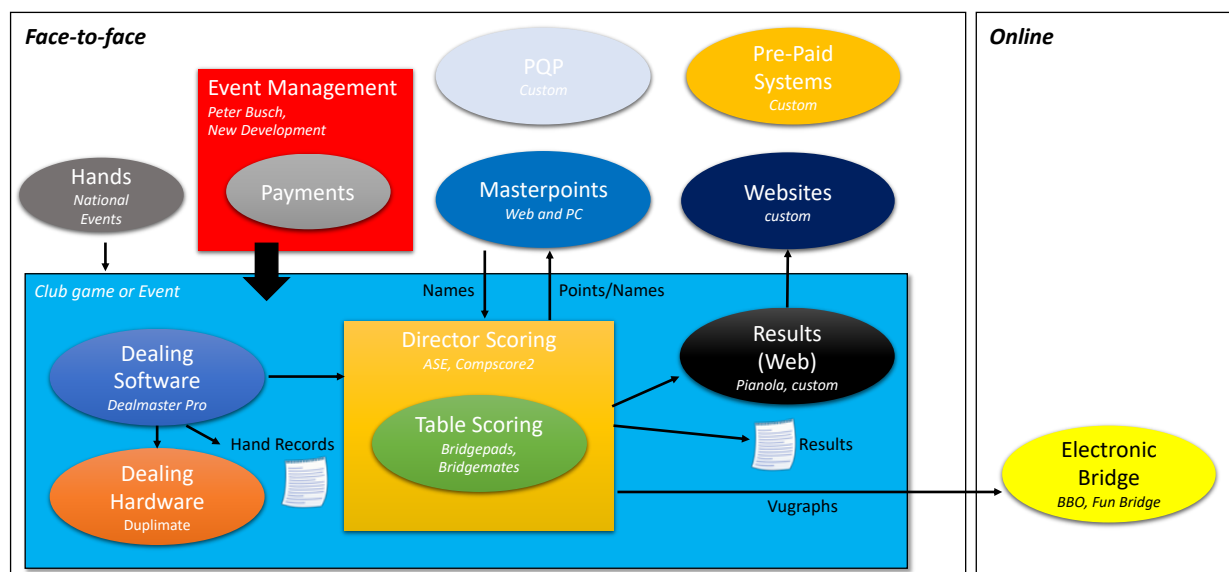 Face-to-face
Online
PQP
Custom
Pre-Paid
Systems
Custom
Event Management
Peter Busch,
New Development
Payments
Hands
National
Events
Masterpoints
Web and PC
Websites
custom
Club game or Event
Names
Points/Names
Dealing
Software
Dealmaster Pro
Director Scoring
ASE, Compscore2
Results
(Web)
Pianola, custom
Table Scoring
Bridgepads,
Bridgemates
Hand Records
Results
Dealing
Hardware
Duplimate
Vugraphs
Electronic
Bridge
BBO, Fun Bridge